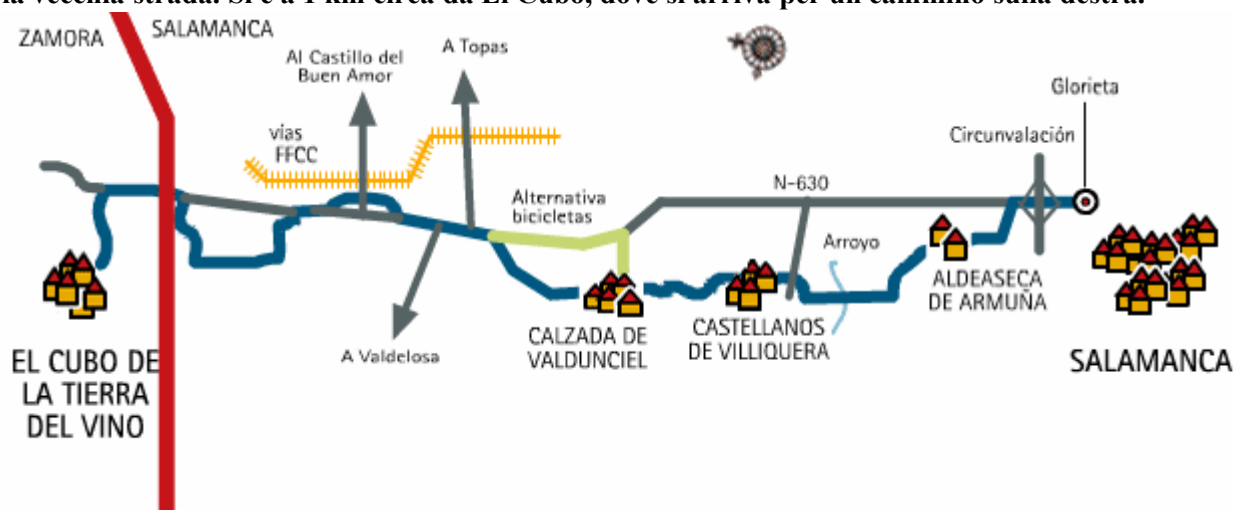 la vecchia strada. Si è a 1 km circa da El Cubo, dove si arriva per un cammino sulla destra.
ZAMORA
SALAMANCA
Al Castillo del
Buen Amor
A Topas
Glorieta
Circunvalación
vías
FFCC
Alternativa
bicicletas
N-630
Arroyo
ALDEASECA
DE ARMUÑA
CASTELLANOS
DE VILLIQUERA
CALZADA DE
VALDUNCIEL
A Valdelosa
EL CUBO DE
LA TIERRA
DEL VINO
SALAMANCA